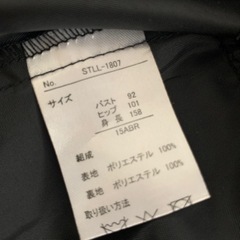 No. STLL-1807
サイズ
バスト 92
ヒップ 101
身長 158
15ABR
組成
表地 ポリエステル 100%
裏地 ポリエステル 100%
取り扱い方法